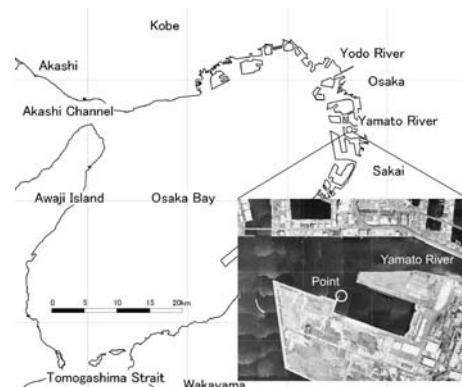 Kobe
Yodo River
Akashi
Osaka
Akashi Channel
Yamato River
Sakai
Awaji Island
Osaka Bay
Yamato River
Point
0 5 10 15 20km
Tomogashima Strait
Wakayama